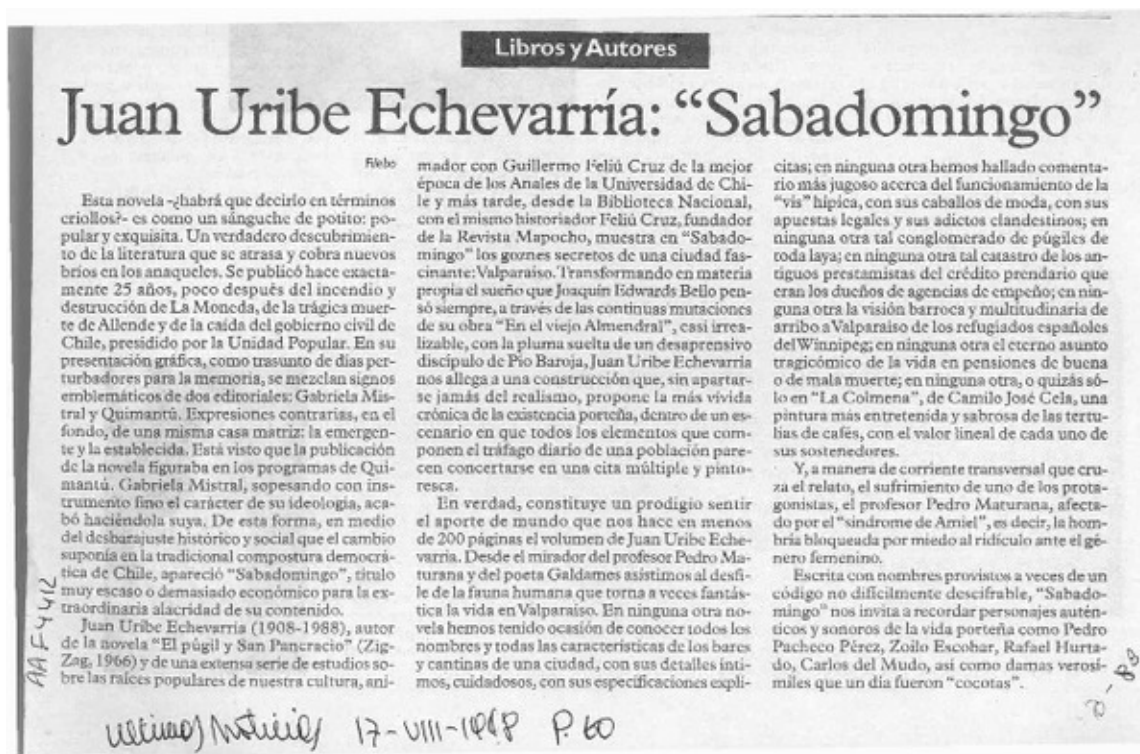 Libros y Autores
Juan Uribe Echevarría: “Sabadomingo”
Filebo
Esta novela -¿habrá que decirlo en términos
criollos?- es como un sánguche de potito: po-
pular y exquisita. Un verdadero descubrimien-
to de la literatura que se atrasa y cobra nuevos
bríos en los anaqueles. Se publicó hace exacta-
mente 25 años, poco después del incendio y
destrucción de La Moneda, de la trágica muer-
te de Allende y de la caída del gobierno civil de
Chile, presidido por la Unidad Popular. En su
presentación gráfica, como trasunto de días per-
turbadores para la memoria, se mezclan signos
emblemáticos de dos editoriales: Gabriela Mis-
tral y Quimantú. Expresiones contrarias, en el
fondo, de una misma casa matriz: la emergen-
te y la establecida. Está visto que la publicación
de la novela figuraba en los programas de Qui-
mantú. Gabriela Mistral, sopesando con ins-
trumento fino el carácter de su ideología, aca-
bó haciéndola suya. De esta forma, en medio
del desbarajuste histórico y social que el cambio
suponía en la tradicional compostura democrá-
tica de Chile, apareció “Sabadomingo”, título
muy escaso o demasiado económico para la ex-
traordinaria alacridad de su contenido.
Juan Uribe Echevarría (1908-1988), autor
de la novela “El púgil y San Pancracio” (Zig-
Zag, 1966) y de una extensa serie de estudios so-
bre las raíces populares de nuestra cultura, ani-
mador con Guillermo Feliú Cruz de la mejor
época de los Anales de la Universidad de Chi-
le y más tarde, desde la Biblioteca Nacional,
con el mismo historiador Feliú Cruz, fundador
de la Revista Mapocho, muestra en “Sabado-
mingo” los goznes secretos de una ciudad fas-
cinante: Valparaíso. Transformando en materia
propia el sueño que Joaquín Edwards Bello pen-
só siempre, a través de las continuas mutaciones
de su obra “En el viejo Almendral”, casi irrea-
lizable, con la pluma suelta de un desaprensivo
discípulo de Pío Baroja, Juan Uribe Echevarría
nos allega a una construcción que, sin apartar-
se jamás del realismo, propone la más vívida
crónica de la existencia porteña, dentro de un es-
cenario en que todos los elementos que com-
ponen el tráfago diario de una población pare-
cen concertarse en una cita múltiple y pinto-
resca.
En verdad, constituye un prodigio sentir
el aporte de mundo que nos hace en menos
de 200 páginas el volumen de Juan Uribe Eche-
varría. Desde el mirador del profesor Pedro Ma-
turana y del poeta Galdames asistimos al desfi-
le de la fauna humana que torna a veces fantás-
tica la vida en Valparaíso. En ninguna otra no-
vela hemos tenido ocasión de conocer todos los
nombres y todas las características de los bares
y cantinas de una ciudad, con sus detalles ínti-
mos, cuidadosos, con sus especificaciones explí-
citas; en ninguna otra hemos hallado comenta-
rio más jugoso acerca del funcionamiento de la
“vis” hípica, con sus caballos de moda, con sus
apuestas legales y sus adictos clandestinos; en
ninguna otra tal conglomerado de púgiles de
toda laya; en ninguna otra tal catastro de los an-
tiguos prestamistas del crédito prendario que
eran los dueños de agencias de empeño; en nin-
guna otra la visión barroca y multitudinaria de
arribo a Valparaíso de los refugiados españoles
del Winnipeg; en ninguna otra el eterno asunto
tragicómico de la vida en pensiones de buena
o de mala muerte; en ninguna otra, o quizás só-
lo en “La Colmena”, de Camilo José Cela, una
pintura más entretenida y sabrosa de las tertu-
lias de cafés, con el valor lineal de cada uno de
sus sostenedores.
Y, a manera de corriente transversal que cru-
za el relato, el sufrimiento de uno de los prota-
gonistas, el profesor Pedro Maturana, afecta-
do por el “síndrome de Amiel”, es decir, la hom-
bría bloqueada por miedo al ridículo ante el gé-
nero femenino.
Escrita con nombres provistos a veces de un
código no difícilmente descifrable, “Sabado-
mingo” nos invita a recordar personajes autén-
ticos y sonoros de la vida porteña como Pedro
Pacheco Pérez, Zoilo Escobar, Rafael Hurta-
do, Carlos del Mudo, así como damas verosí-
miles que un día fueron “cocotas”.
AAF4412
Ultimas Noticias 17-VIII-1998 P. 60